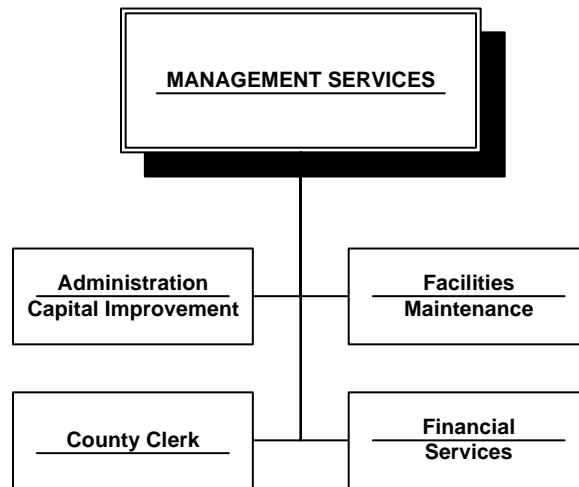 MANAGEMENT SERVICES
Administration
Capital Improvement
Facilities
Maintenance
County Clerk
Financial
Services